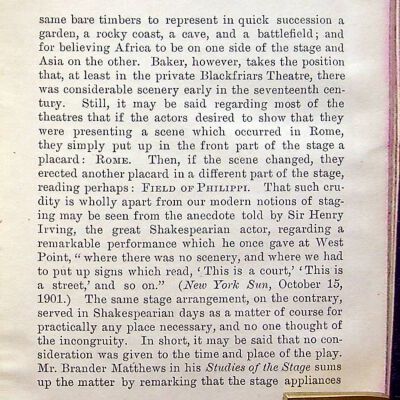 same bare timbers to represent in quick succession a
garden, a rocky coast, a cave, and a battlefield; and
for believing Africa to be on one side of the stage and
Asia on the other. Baker, however, takes the position
that, at least in the private Blackfriars Theatre, there
was considerable scenery early in the seventeenth cen-
tury. Still, it may be said regarding most of the
theatres that if the actors desired to show that they
were presenting a scene which occurred in Rome,
they simply put up in the front part of the stage a
placard: ROME. Then, if the scene changed, they
erected another placard in a different part of the stage,
reading perhaps: FIELD OF PHILIPPI. That such cru-
dity is wholly apart from our modern notions of stag-
ing may be seen from the anecdote told by Sir Henry
Irving, the great Shakespearian actor, regarding a
remarkable performance which he once gave at West
Point, "where there was no scenery, and where we had
to put up signs which read, 'This is a court,' 'This is
a street,' and so on." (New York Sun, October 15,
1901.) The same stage arrangement, on the contrary,
served in Shakespearian days as a matter of course for
practically any place necessary, and no one thought of
the incongruity. In short, it may be said that no con-
sideration was given to the time and place of the play.
Mr. Brander Matthews in his Studies of the Stage sums
up the matter by remarking that the stage appliances